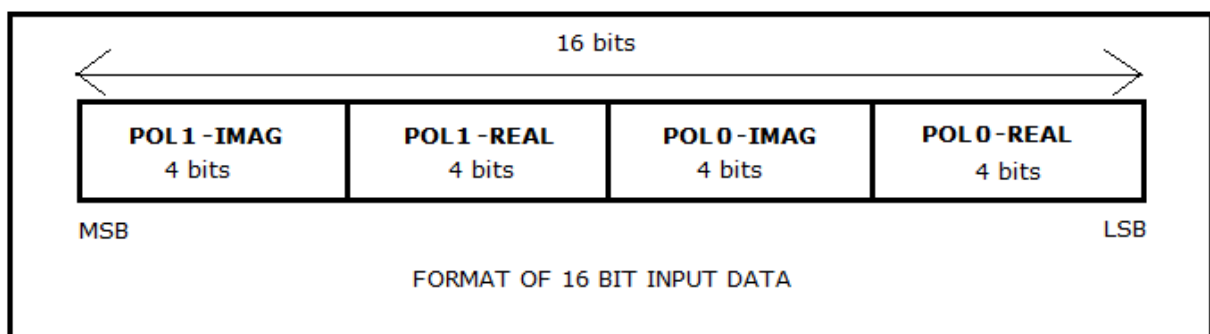 16 bits
POL1-IMAG POL1-REAL POL0-IMAG POL0-REAL
4 bits 4 bits 4 bits 4 bits
MSB LSB
FORMAT OF 16 BIT INPUT DATA